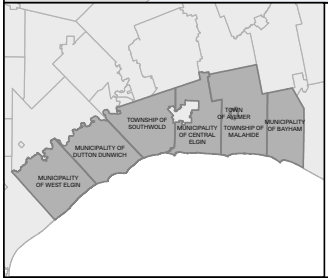 TOWNSHIP OF
SOUTHWOLD
TOWN
OF AYLMER
MUNICIPALITY
OF CENTRAL
ELGIN
TOWNSHIP OF
MALAHIDE
MUNICIPALITY
OF BAYHAM
MUNICIPALITY OF
DUTTON DUNWICH
MUNICIPALITY
OF WEST ELGIN